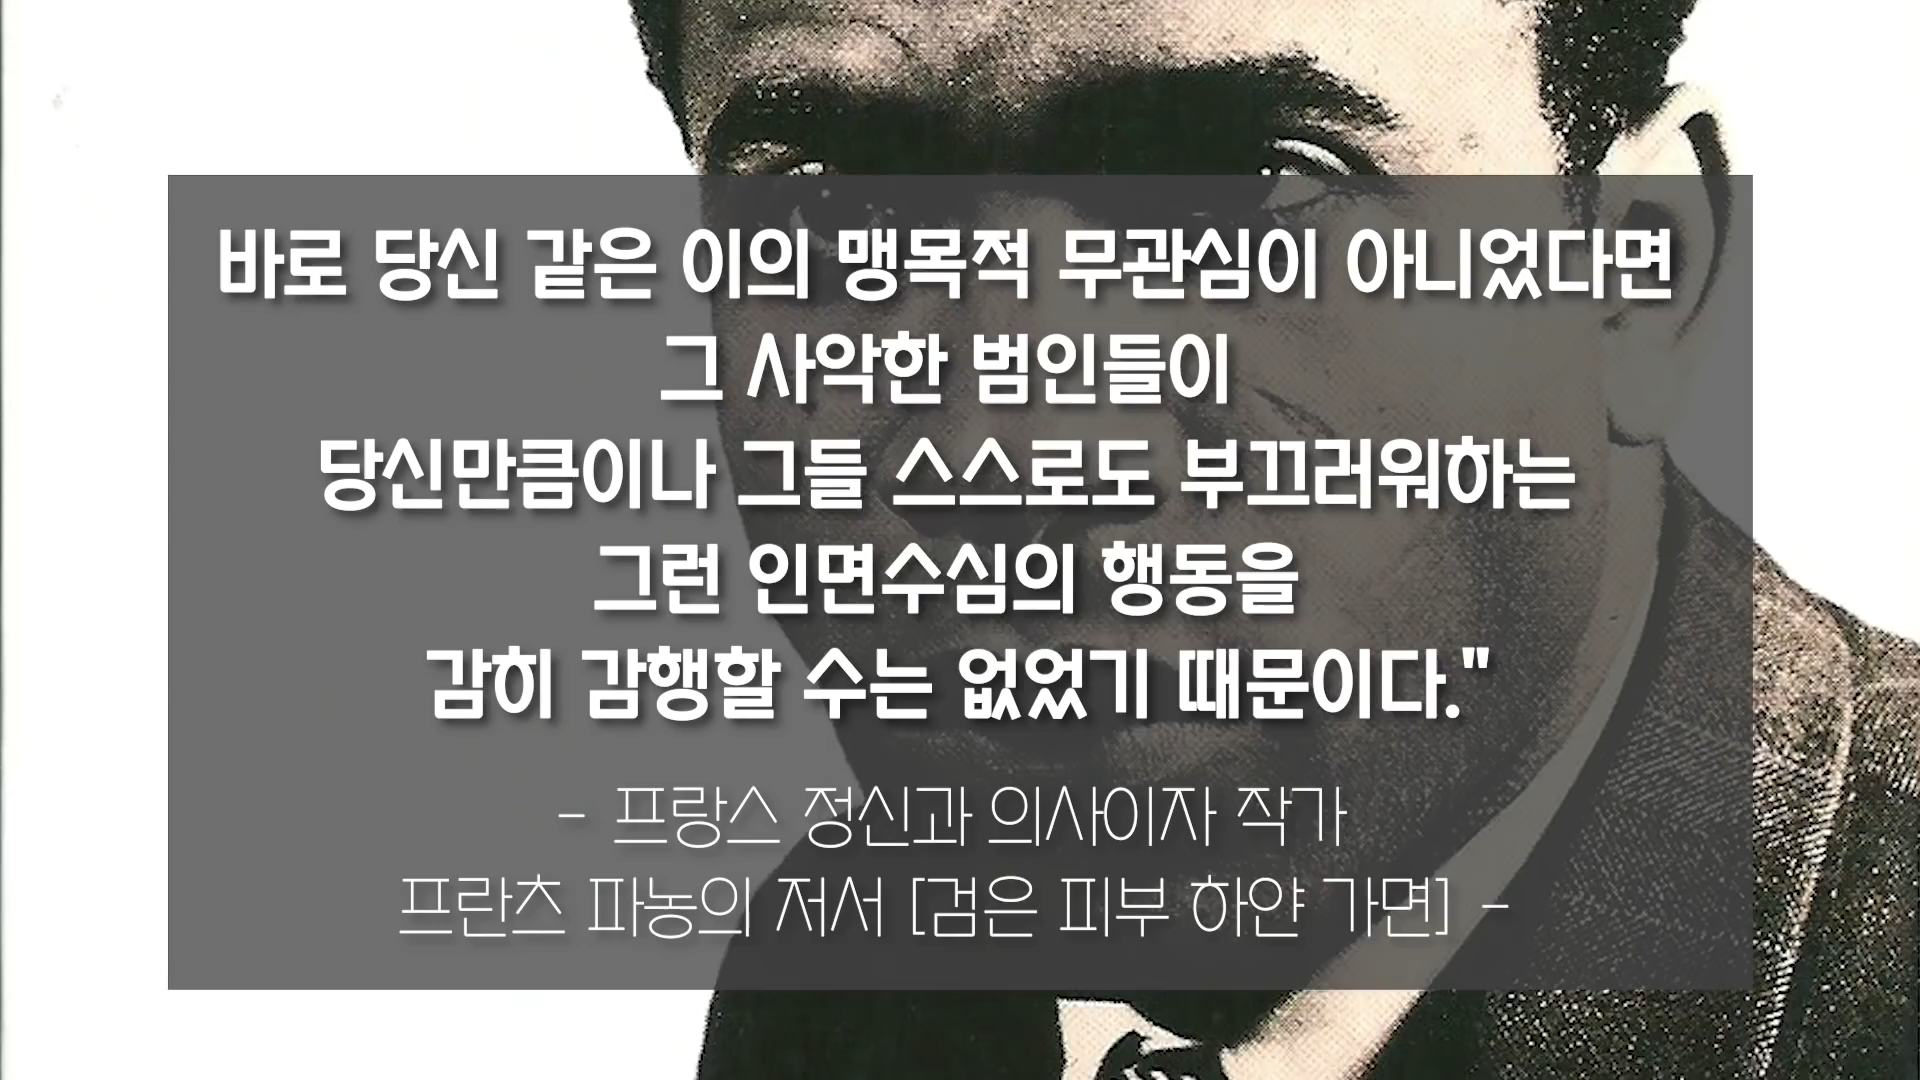 바로 당신 같은 이의 맹목적 무관심이 아니었다면
그 사악한 범인들이
당신만큼이나 그들 스스로도 부끄러워하는
그런 인면수심의 행동을
감히 감행할 수는 없었기 때문이다."
- 프랑스 정신과 의사이자 작가
프란츠 파농의 저서 [검은 피부 하얀 가면] -